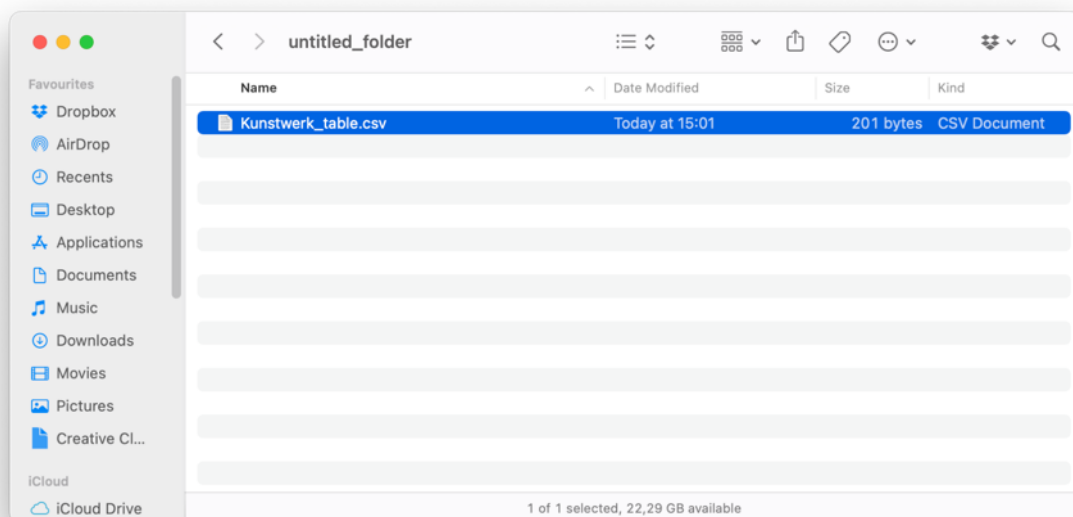 untitled_folder
Favourites
Dropbox
AirDrop
Recents
Desktop
Applications
Documents
Music
Downloads
Movies
Pictures
Creative Cl...
iCloud
iCloud Drive
Name Date Modified Size Kind
Kunstwerk_table.csv Today at 15:01 201 bytes CSV Document
1 of 1 selected, 22,29 GB available